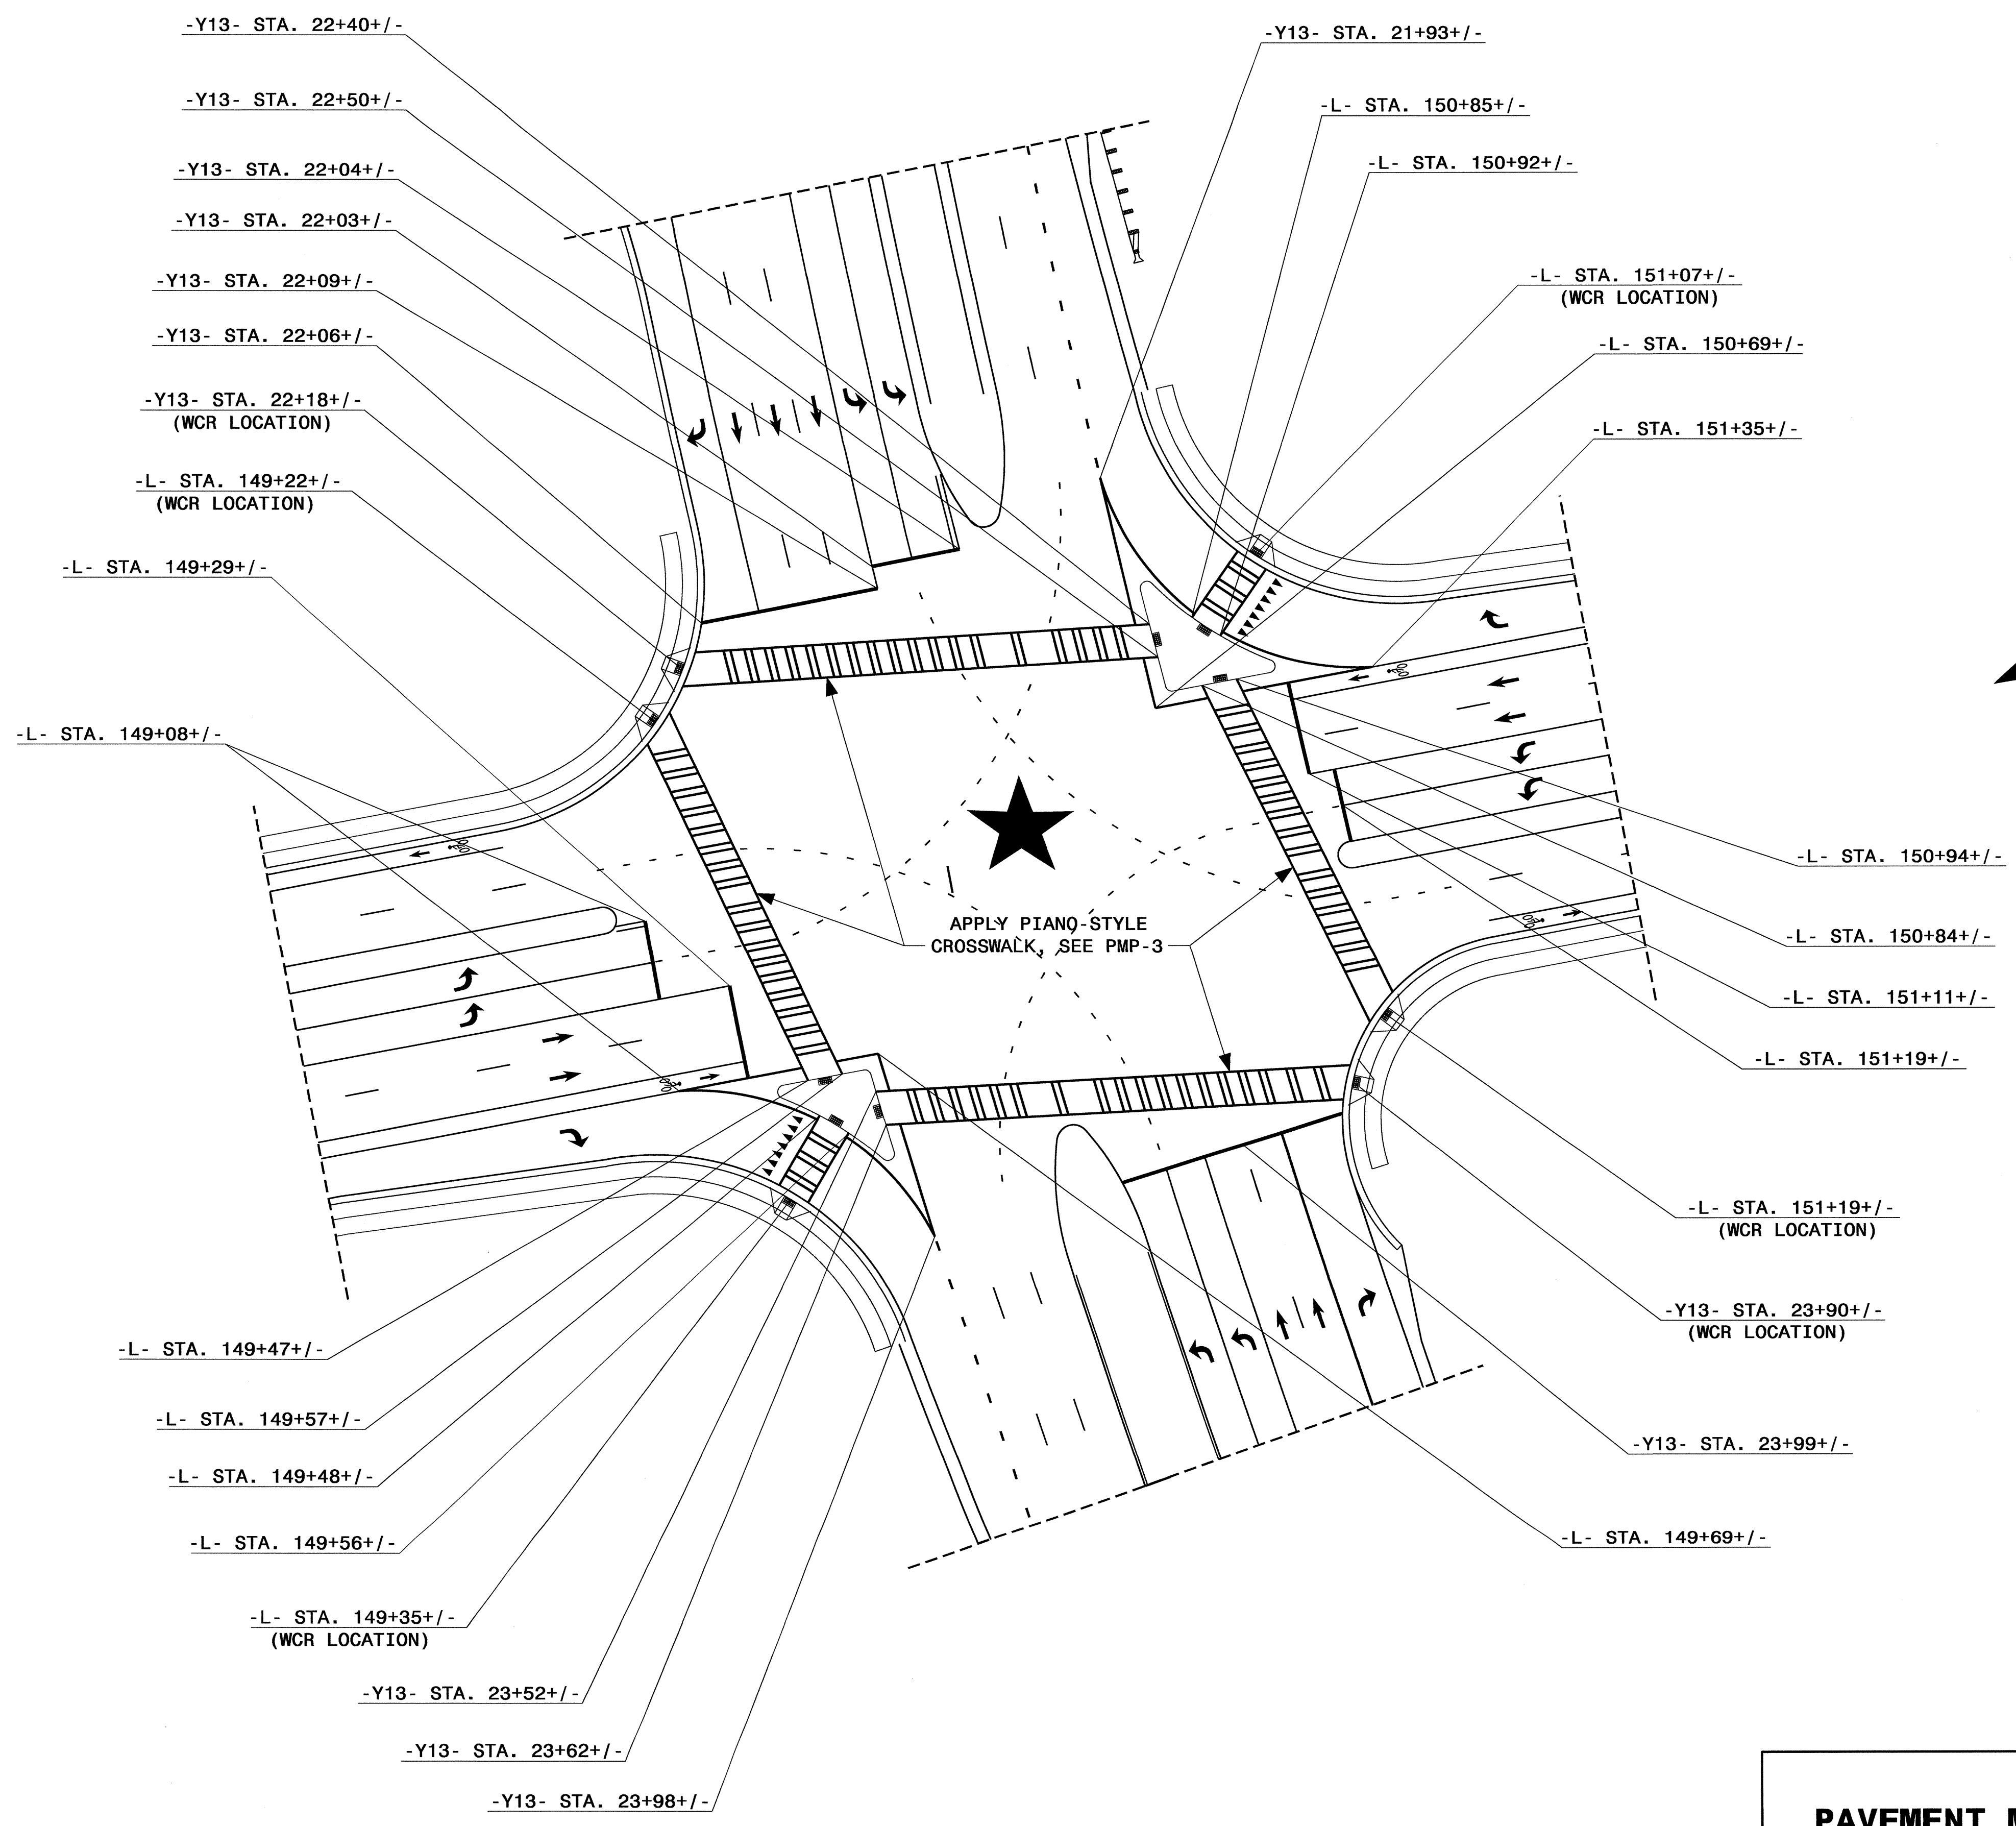 -Y13- STA. 22+40+/-
-Y13- STA. 22+50+/-
-Y13- STA. 22+04+/-
-Y13- STA. 22+03+/-
-Y13- STA. 22+09+/-
-Y13- STA. 22+06+/-
-Y13- STA. 22+18+/-
(WCR LOCATION)
-L- STA. 149+22+/-
(WCR LOCATION)
-L- STA. 149+29+/-
-L- STA. 149+08+/-
-Y13- STA. 21+93+/-
-L- STA. 150+85+/-
-L- STA. 150+92+/-
-L- STA. 151+07+/-
(WCR LOCATION)
-L- STA. 150+69+/-
-L- STA. 151+35+/-
APPLY PIANO-STYLE
CROSSWALK, SEE PMP-3
-L- STA. 150+94+/-
-L- STA. 150+84+/-
-L- STA. 151+11+/-
-L- STA. 151+19+/-
-L- STA. 151+19+/-
(WCR LOCATION)
-Y13- STA. 23+90+/-
(WCR LOCATION)
-Y13- STA. 23+99+/-
-L- STA. 149+69+/-
-L- STA. 149+47+/-
-L- STA. 149+57+/-
-L- STA. 149+48+/-
-L- STA. 149+56+/-
-L- STA. 149+35+/-
(WCR LOCATION)
-Y13- STA. 23+52+/-
-Y13- STA. 23+62+/-
-Y13- STA. 23+98+/-
PAVEMENT